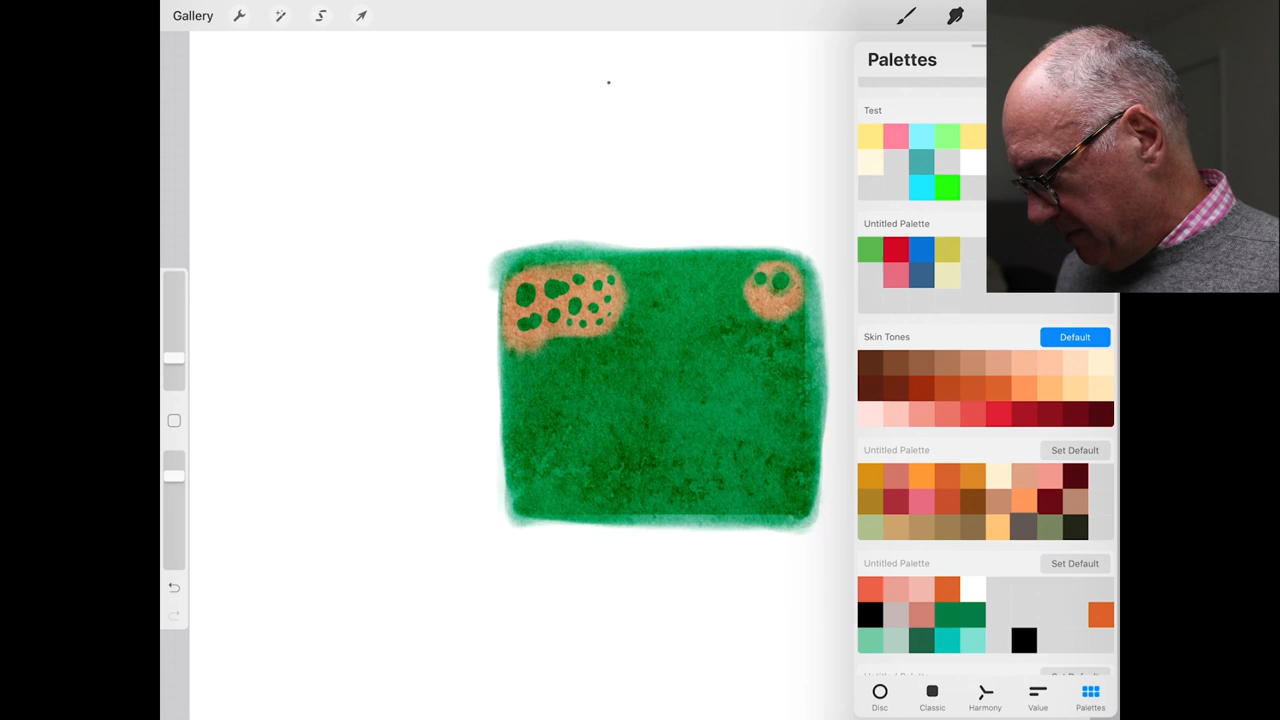 Gallery
Palettes
Test
Untitled Palette
Skin Tones
Default
Untitled Palette
Set Default
Untitled Palette
Set Default
Disc
Classic
Harmony
Value
Palettes